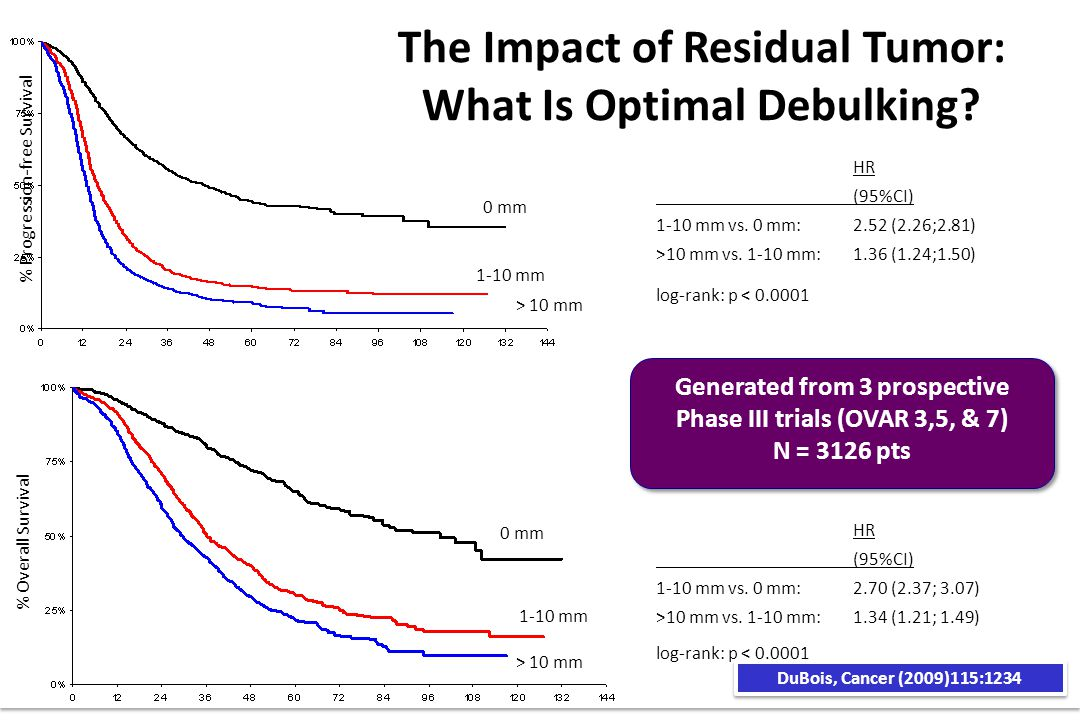 The Impact of Residual Tumor:
What Is Optimal Debulking?
% Progression-free Survival
100%
75%
50%
25%
0%
0 12 24 36 48 60 72 84 96 108 120 132 144
0 mm
1-10 mm
> 10 mm
HR
(95%CI)
1-10 mm vs. 0 mm: 2.52 (2.26;2.81)
>10 mm vs. 1-10 mm: 1.36 (1.24;1.50)
log-rank: p < 0.0001
Generated from 3 prospective
Phase III trials (OVAR 3,5, & 7)
N = 3126 pts
% Overall Survival
100%
75%
50%
25%
0%
0 12 24 36 48 60 72 84 96 108 120 132 144
0 mm
1-10 mm
> 10 mm
HR
(95%CI)
1-10 mm vs. 0 mm: 2.70 (2.37; 3.07)
>10 mm vs. 1-10 mm: 1.34 (1.21; 1.49)
log-rank: p < 0.0001
DuBois, Cancer (2009)115:1234